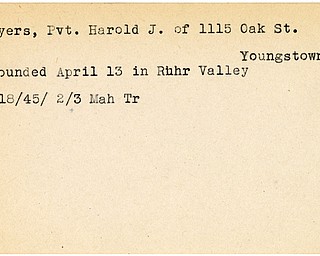 yers, Pvt. Harold J. of 1115 Oak St.
Youngstown
ounded April 13 in Ruhr Valley
18/45/ 2/3 Mah Tr